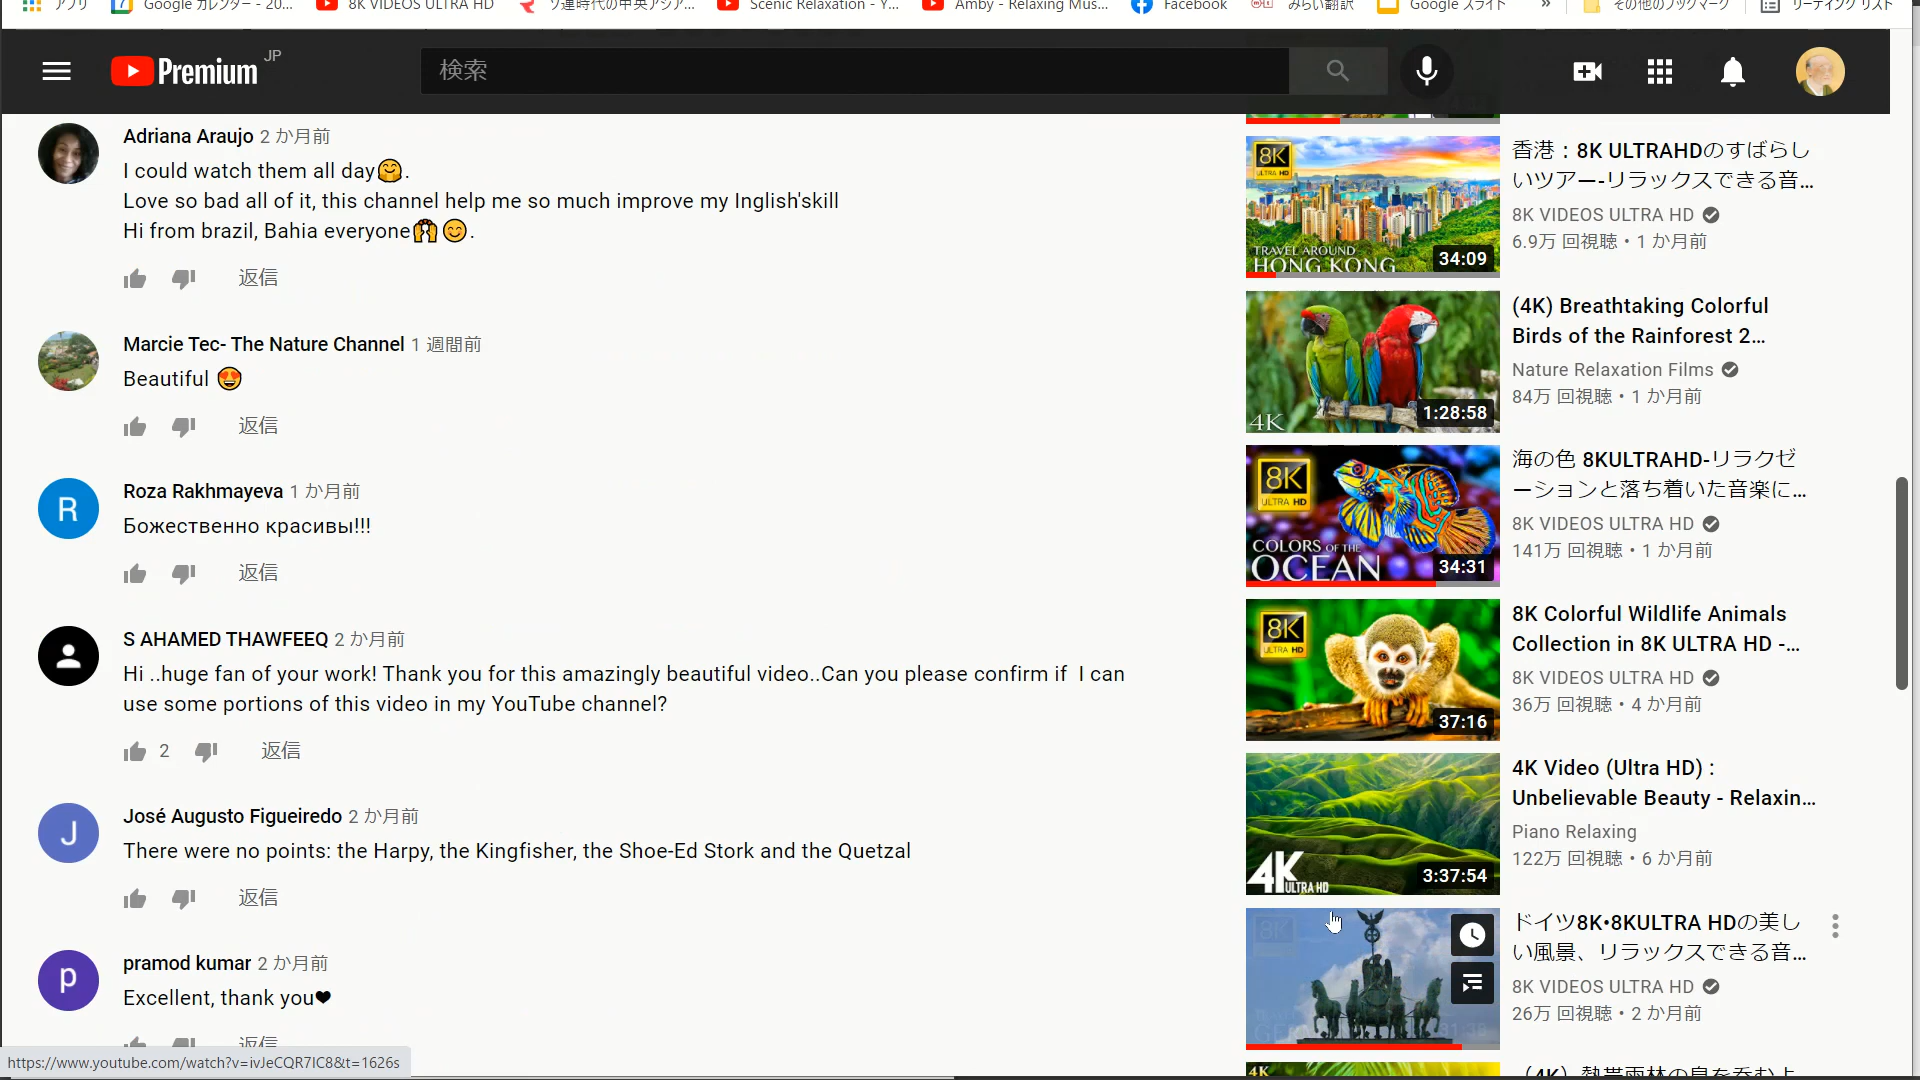 アプリ
Google カレンダー - 20...
8K VIDEOS ULTRA HD
ソ連時代の中央アジア...
Scenic Relaxation - Y...
Amby - Relaxing Mus...
Facebook
みらい翻訳
Google スライド
»
その他のブックマーク
リーディング リスト
Premium JP
検索
Adriana Araujo 2 か月前
I could watch them all day🤗.
Love so bad all of it, this channel help me so much improve my Inglish'skill
Hi from brazil, Bahia everyone🙌😊.
返信
Marcie Tec- The Nature Channel 1 週間前
Beautiful 😍
返信
R
Roza Rakhmayeva 1 か月前
Божественно красивы!!!
返信
S AHAMED THAWFEEQ 2 か月前
Hi ..huge fan of your work! Thank you for this amazingly beautiful video..Can you please confirm if  I can
use some portions of this video in my YouTube channel?
2
返信
J
José Augusto Figueiredo 2 か月前
There were no points: the Harpy, the Kingfisher, the Shoe-Ed Stork and the Quetzal
返信
p
pramod kumar 2 か月前
Excellent, thank you❤
返信
https://www.youtube.com/watch?v=ivJeCQR7IC8&t=1626s
8K
ULTRA HD
TRAVEL AROUND
HONG KONG
34:09
香港：8K ULTRAHDのすばらし
いツアー-リラックスできる音...
8K VIDEOS ULTRA HD
6.9万 回視聴・1 か月前
4K
1:28:58
(4K) Breathtaking Colorful
Birds of the Rainforest 2...
Nature Relaxation Films
84万 回視聴・1 か月前
8K
ULTRA HD
COLORS OF THE
OCEAN
34:31
海の色 8KULTRAHD-リラクゼ
ーションと落ち着いた音楽に...
8K VIDEOS ULTRA HD
141万 回視聴・1 か月前
8K
ULTRA HD
37:16
8K Colorful Wildlife Animals
Collection in 8K ULTRA HD -...
8K VIDEOS ULTRA HD
36万 回視聴・4 か月前
4K ULTRA HD
3:37:54
4K Video (Ultra HD) :
Unbelievable Beauty - Relaxin...
Piano Relaxing
122万 回視聴・6 か月前
8K
ドイツ8K•8KULTRA HDの美し
い風景、リラックスできる音...
8K VIDEOS ULTRA HD
26万 回視聴・2 か月前
4K
（4K）熱帯雨林の鳥を呑むよ